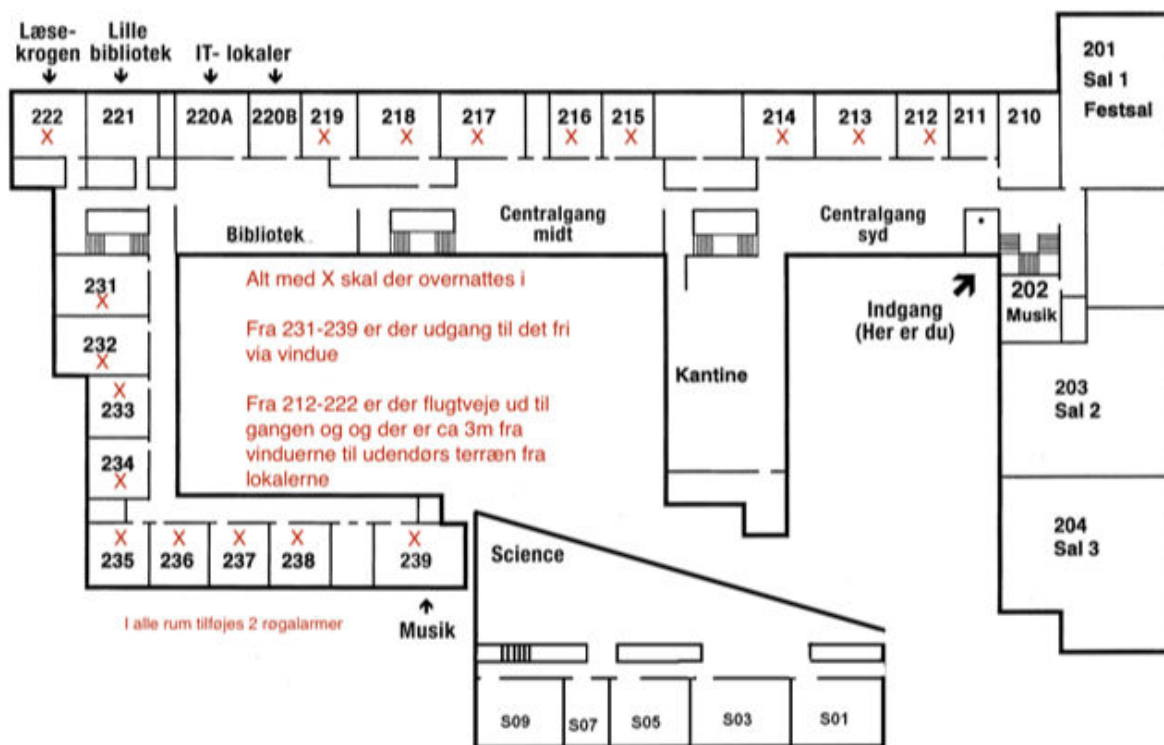 Læse-
krogen
Lille
bibliotek
IT- lokaler
222
X
221
220A
220B
219
X
218
X
217
X
216
X
215
X
214
X
213
X
212
X
211
210
201
Sal 1
Festsal
Bibliotek
Centralgang
midt
Centralgang
syd
231
X
232
X
X
233
234
X
Alt med X skal der overnattes i
Fra 231-239 er der udgang til det fri
via vindue
Fra 212-222 er der flugtveje ud til
gangen og og der er ca 3m fra
vinduerne til udendørs terræn fra
lokalerne
Kantine
Indgang
(Her er du)
202
Musik
203
Sal 2
204
Sal 3
X
235
X
236
X
237
X
238
X
239
I alle rum tilføjes 2 røgalarmer
Musik
Science
S09
S07
S05
S03
S01